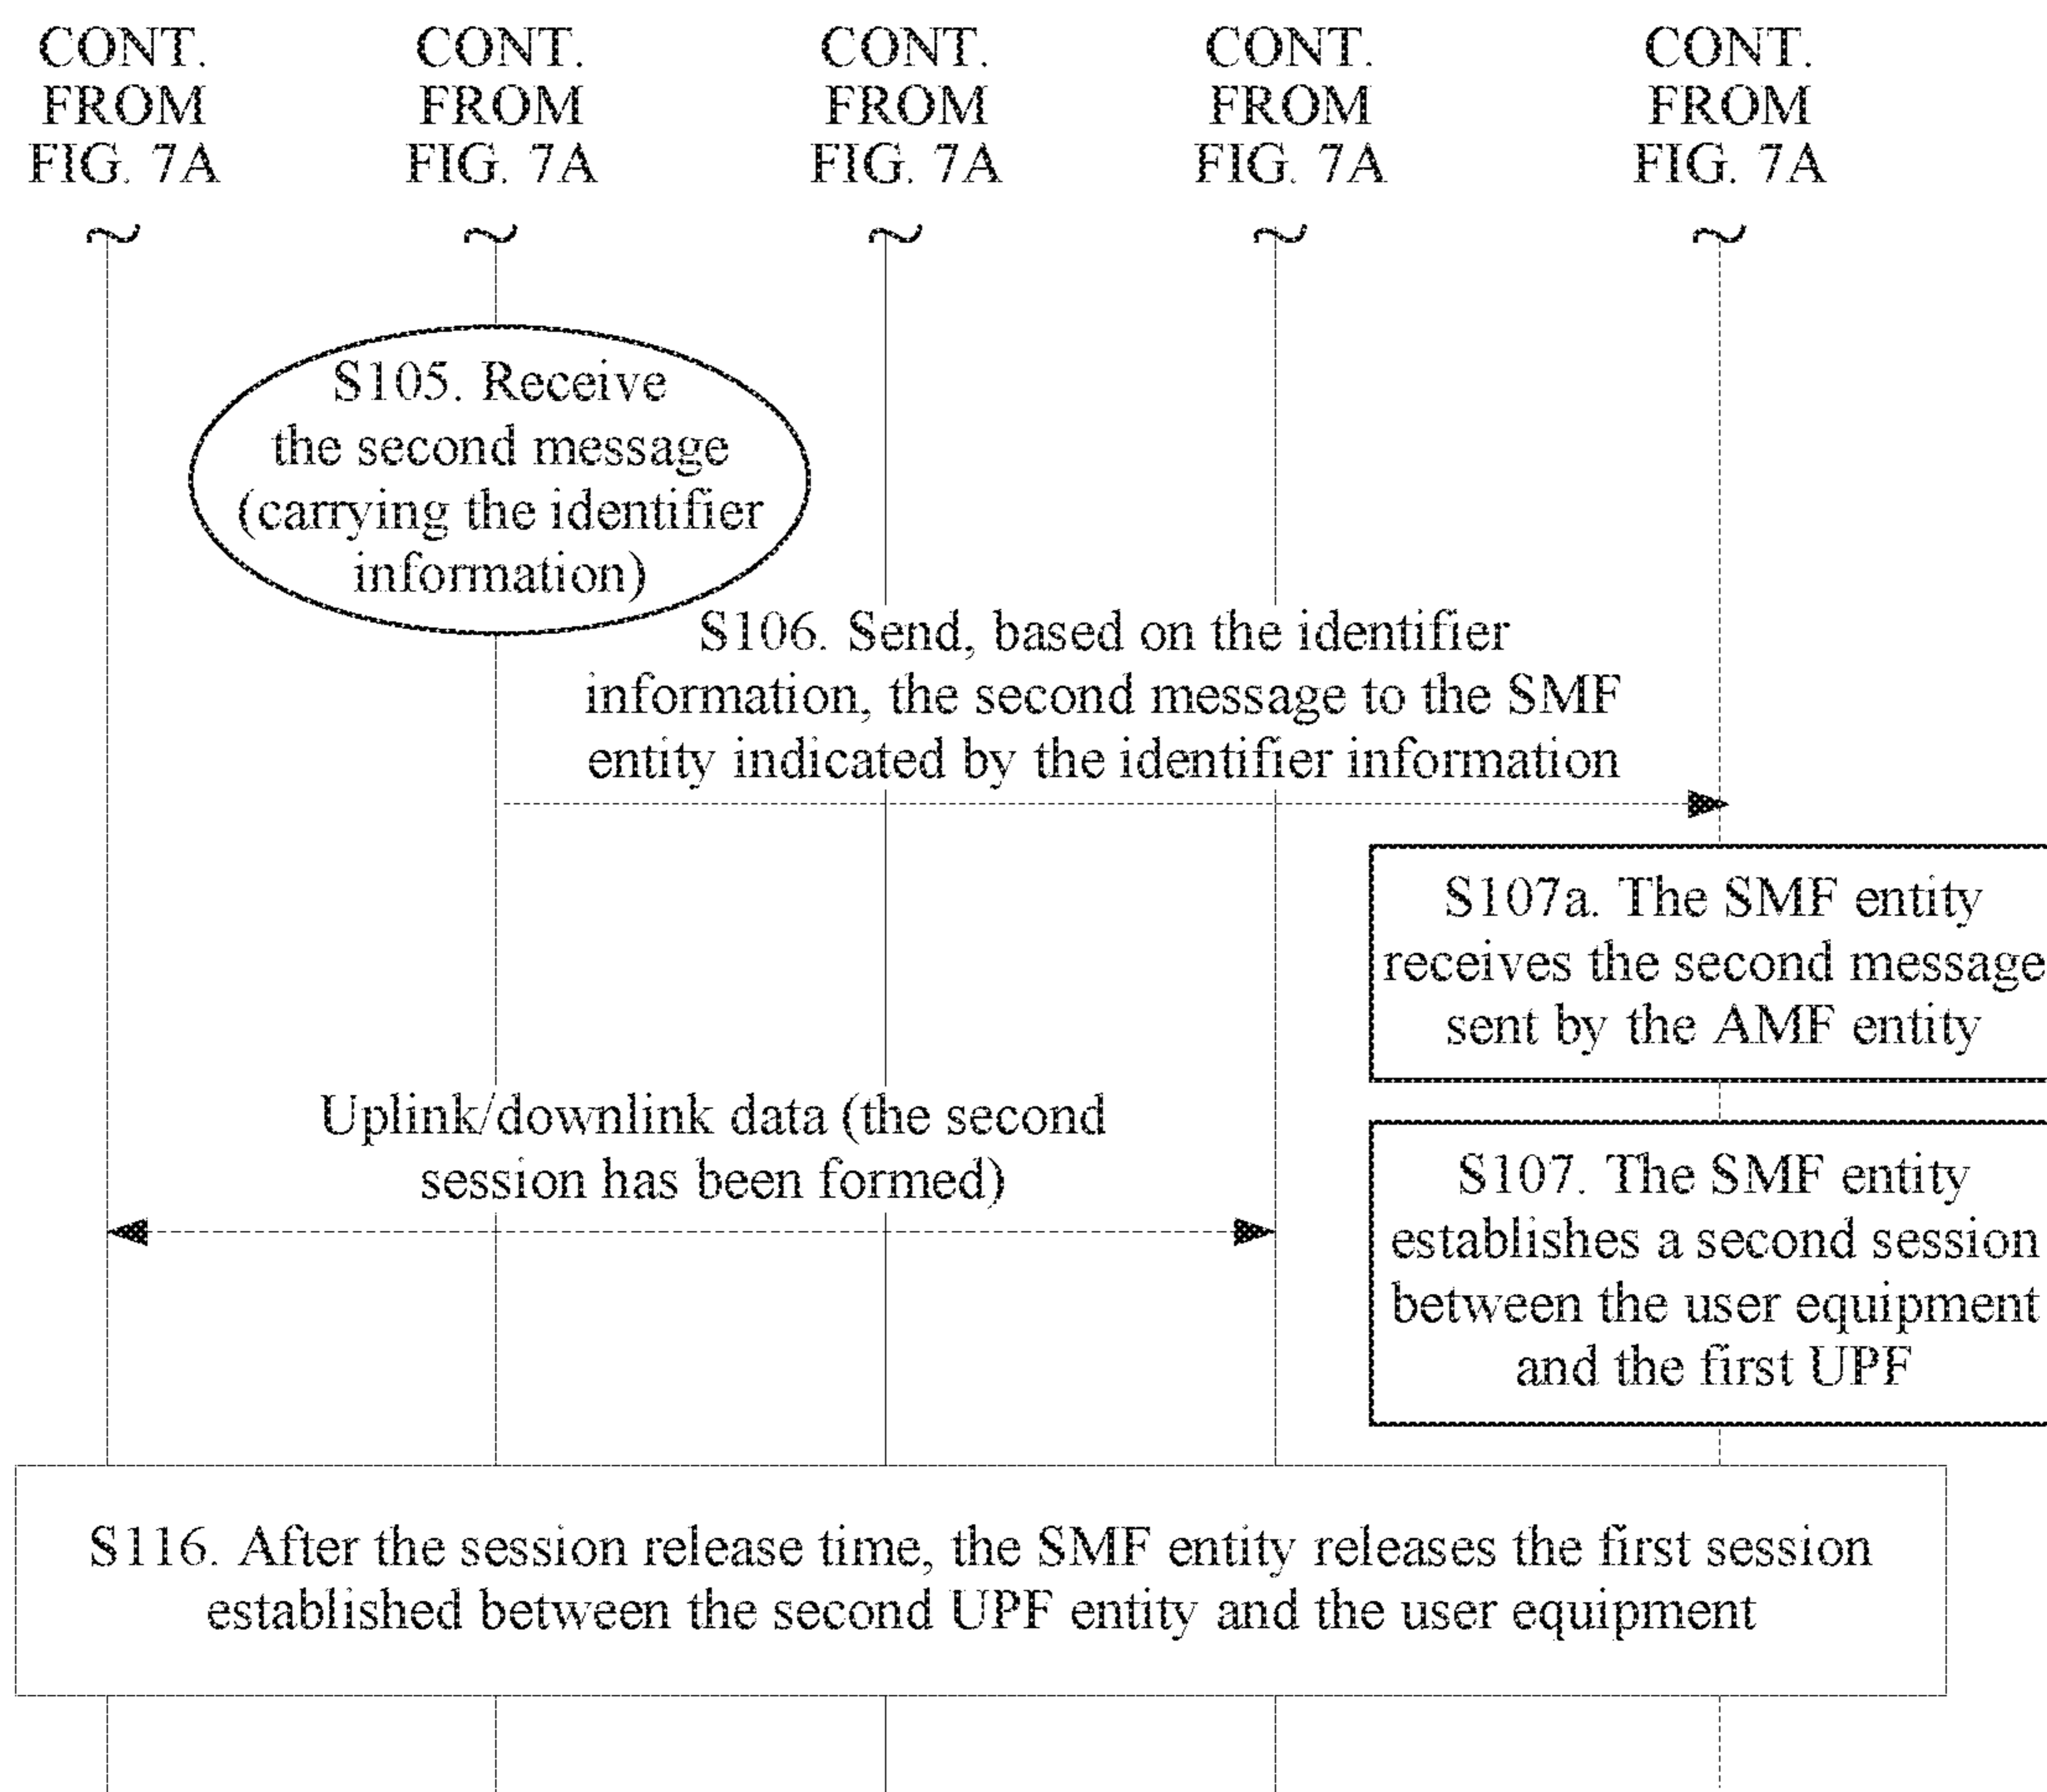 CONT.
FROM
FIG. 7A
CONT.
FROM
FIG. 7A
CONT.
FROM
FIG. 7A
CONT.
FROM
FIG. 7A
CONT.
FROM
FIG. 7A
S105. Receive
the second message
(carrying the identifier
information)
S106. Send, based on the identifier
information, the second message to the SMF
entity indicated by the identifier information
S107a. The SMF entity
receives the second message
sent by the AMF entity
Uplink/downlink data (the second
session has been formed)
S107. The SMF entity
establishes a second session
between the user equipment
and the first UPF
S116. After the session release time, the SMF entity releases the first session
established between the second UPF entity and the user equipment